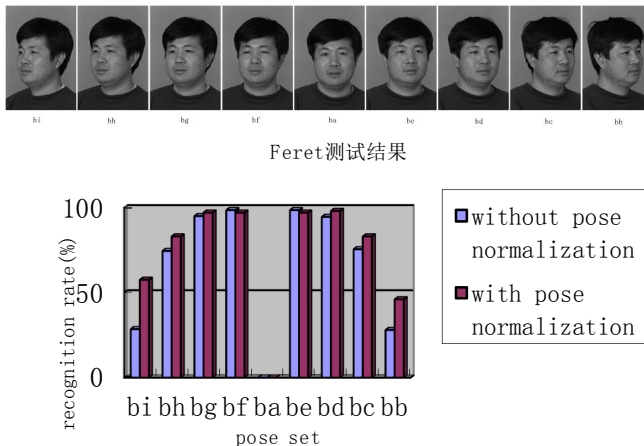 bi bh bg bf ba be bd bc bb
Feret测试结果
recognition rate(%)
100
50
0
bi bh bg bf ba be bd bc bb
pose set
without pose
normalization
with pose
normalization